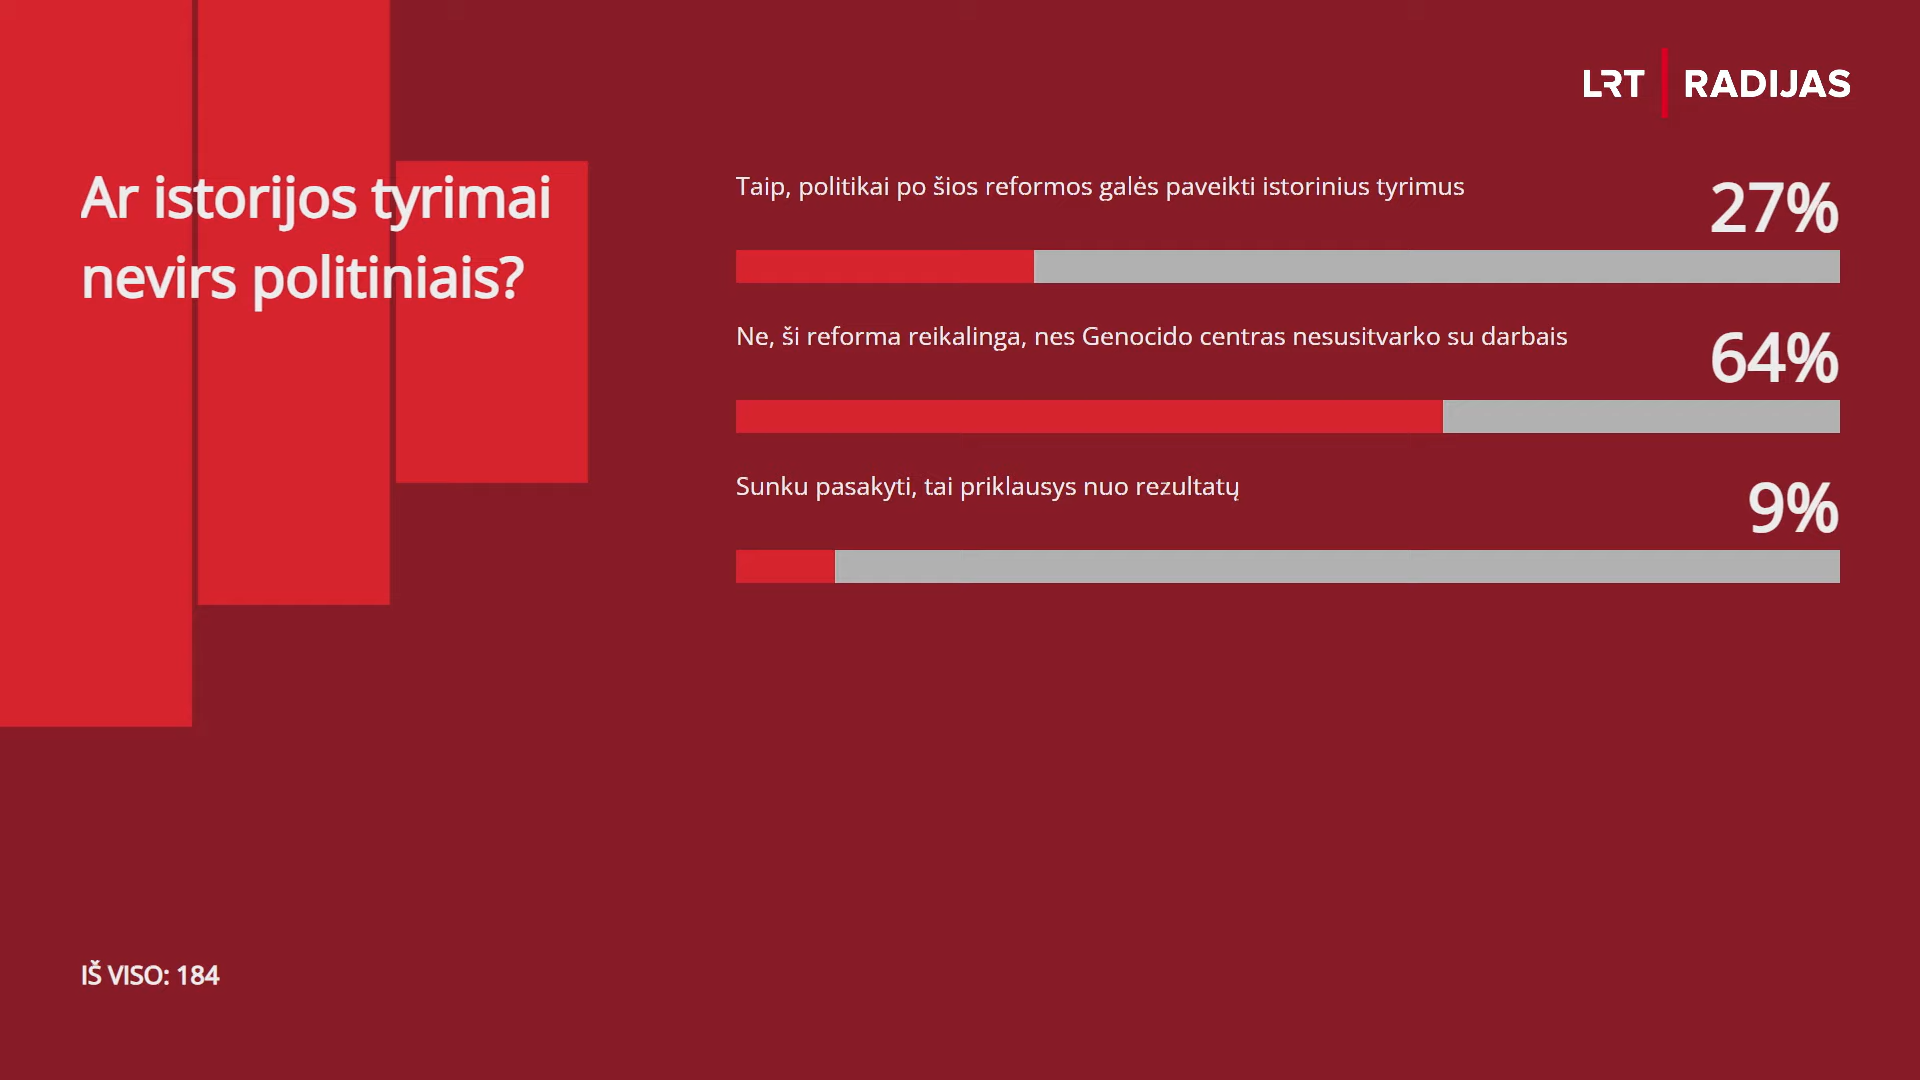 LRT | RADIJAS
Ar istorijos tyrimai
nevirs politiniais?
Taip, politikai po šios reformos galės paveikti istorinius tyrimus
27%
Ne, ši reforma reikalinga, nes Genocido centras nesusitvarko su darbais
64%
Sunku pasakyti, tai priklausys nuo rezultatų
9%
IŠ VISO: 184